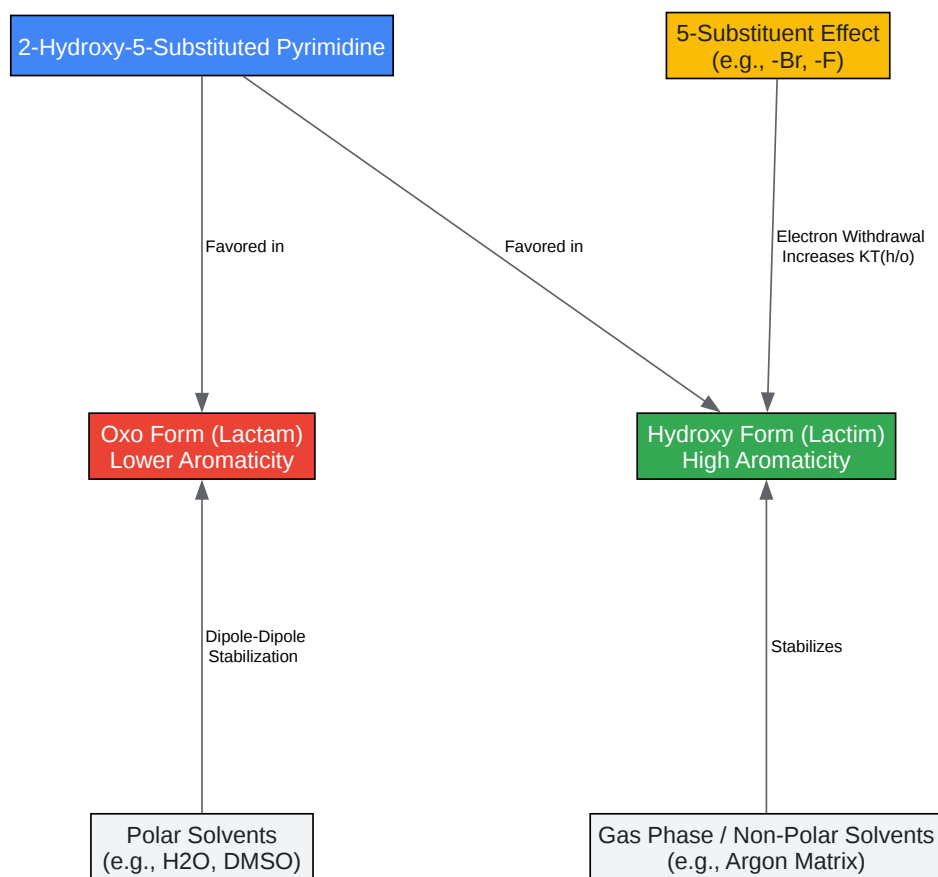 2-Hydroxy-5-Substituted Pyrimidine
5-Substituent Effect
(e.g., -Br, -F)
Favored in
Favored in
Electron Withdrawal
Increases KT(h/o)
Oxo Form (Lactam)
Lower Aromaticity
Hydroxy Form (Lactim)
High Aromaticity
Dipole-Dipole
Stabilization
Stabilizes
Polar Solvents
(e.g., H2O, DMSO)
Gas Phase / Non-Polar Solvents
(e.g., Argon Matrix)